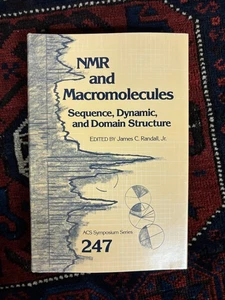 NMR
and
Macromolecules
Sequence, Dynamic,
and Domain Structure
EDITED BY James C. Randall, Jr.
ACS Symposium Series
247